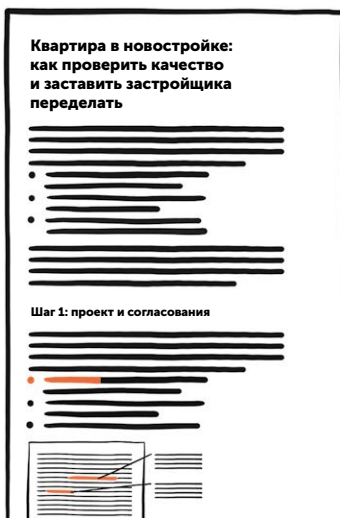 Квартира в новостройке:
как проверить качество
и заставить застройщика
переделать
Шаг 1: проект и согласования